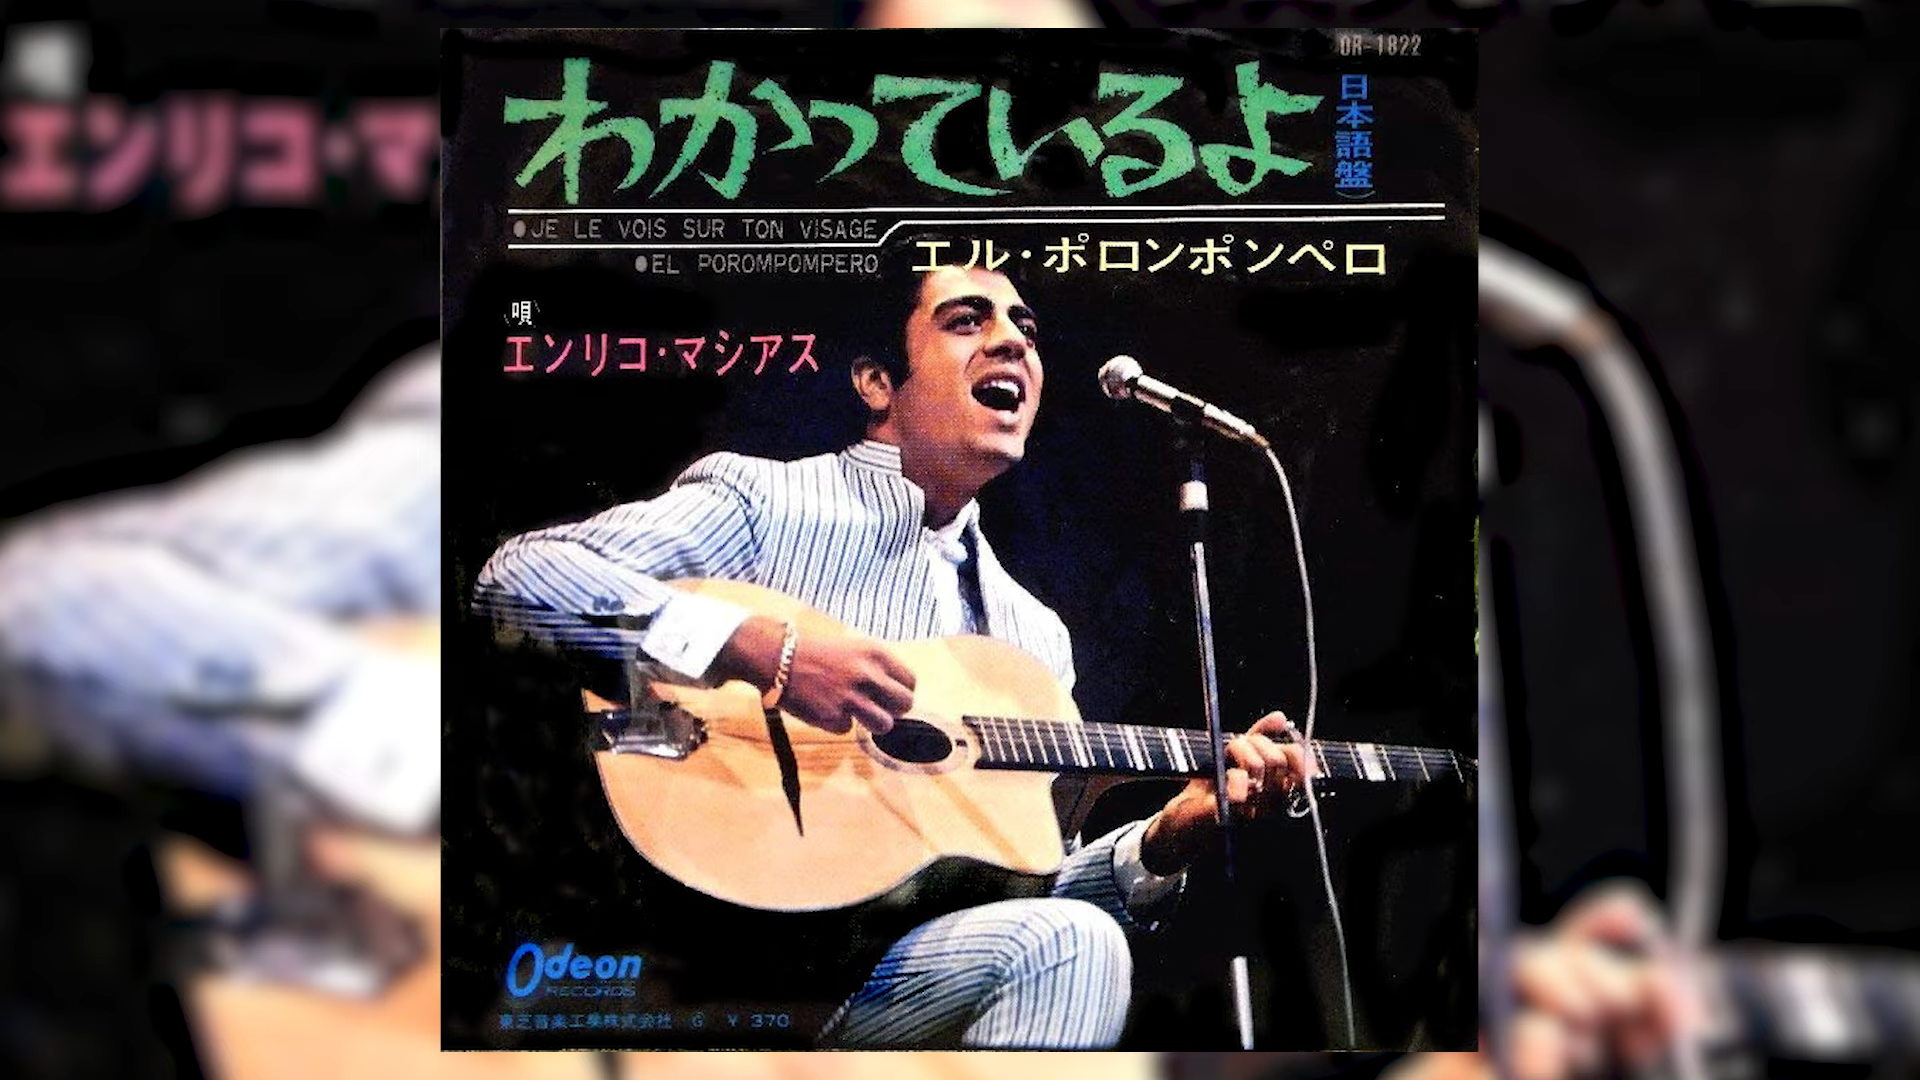 OR-1822
わかっているよ
日本語盤)
●JE LE VOIS SUR TON VISAGE
●EL POROMPOMPERO
エル・ポロンポンペロ
(唄)
エンリコ・マシアス
エンリコ・マ
Odeon
RECORDS
東芝音楽工業株式会社 G ¥ 370